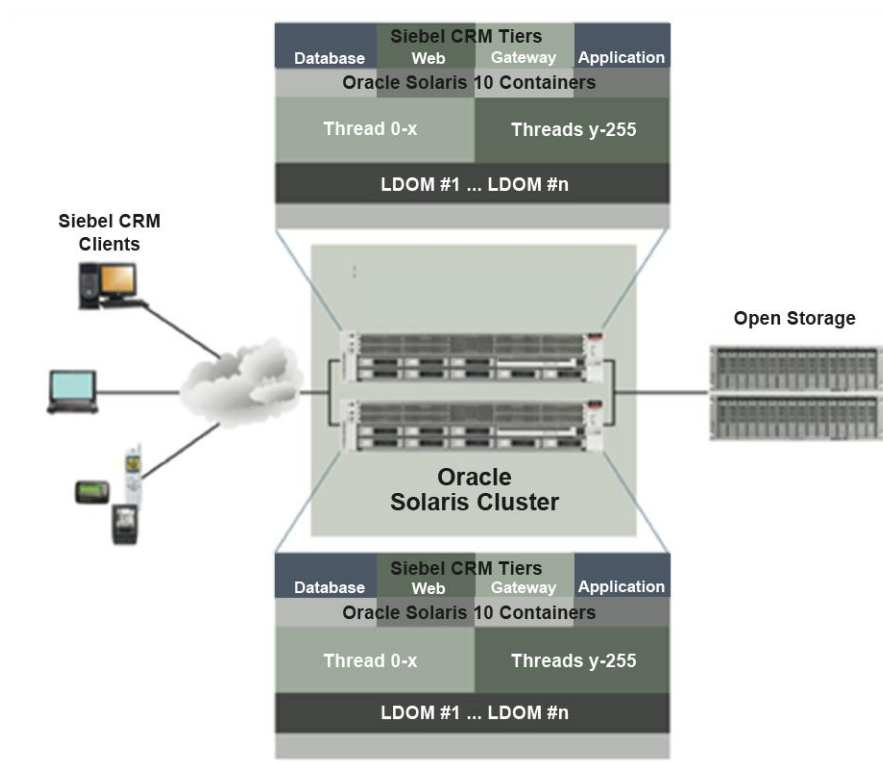 Siebel CRM Tiers
Database Web Gateway Application
Oracle Solaris 10 Containers
Thread 0-x Threads y-255
LDOM #1 ... LDOM #n
Siebel CRM
Clients
Open Storage
Oracle
Solaris Cluster
Siebel CRM Tiers
Database Web Gateway Application
Oracle Solaris 10 Containers
Thread 0-x Threads y-255
LDOM #1 ... LDOM #n